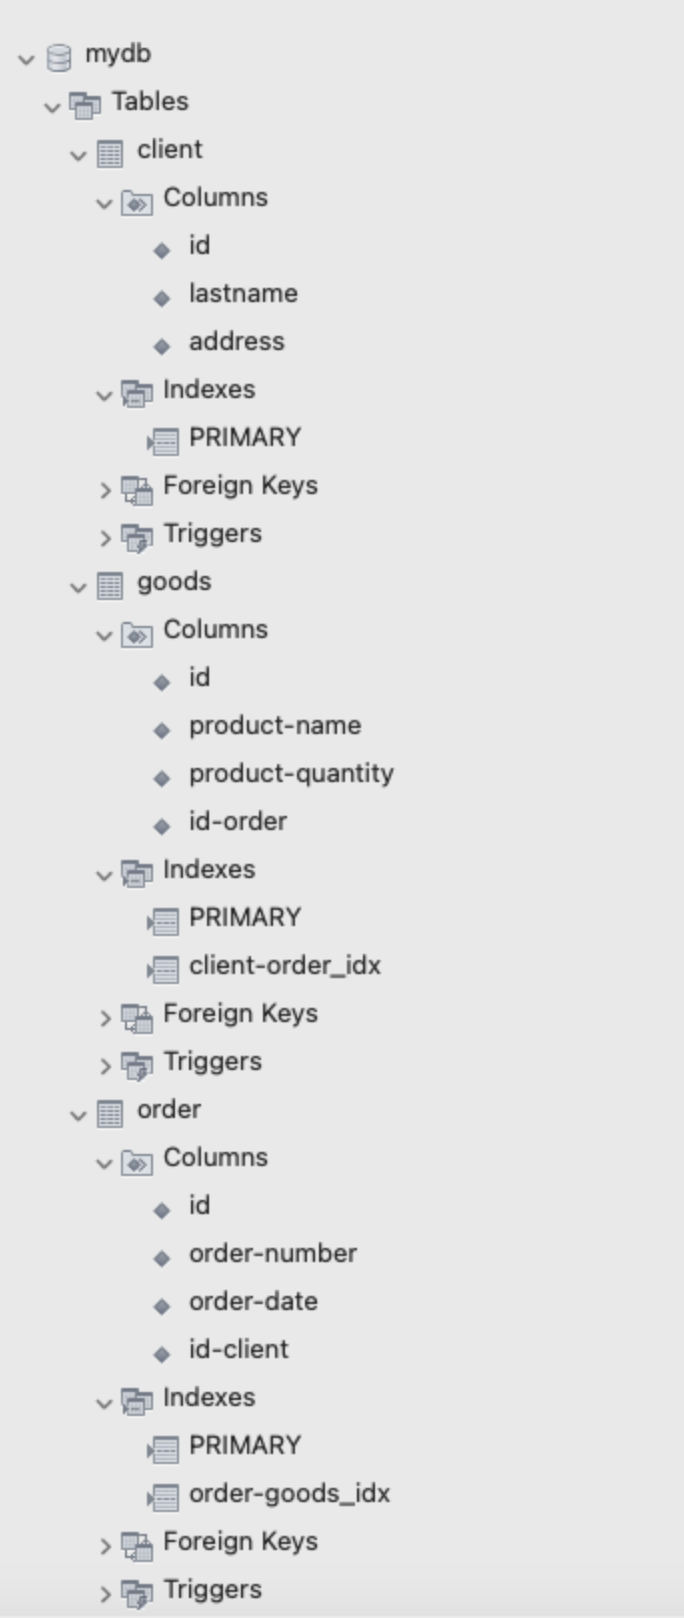 mydb
Tables
client
Columns
id
lastname
address
Indexes
PRIMARY
Foreign Keys
Triggers
goods
Columns
id
product-name
product-quantity
id-order
Indexes
PRIMARY
client-order_idx
Foreign Keys
Triggers
order
Columns
id
order-number
order-date
id-client
Indexes
PRIMARY
order-goods_idx
Foreign Keys
Triggers